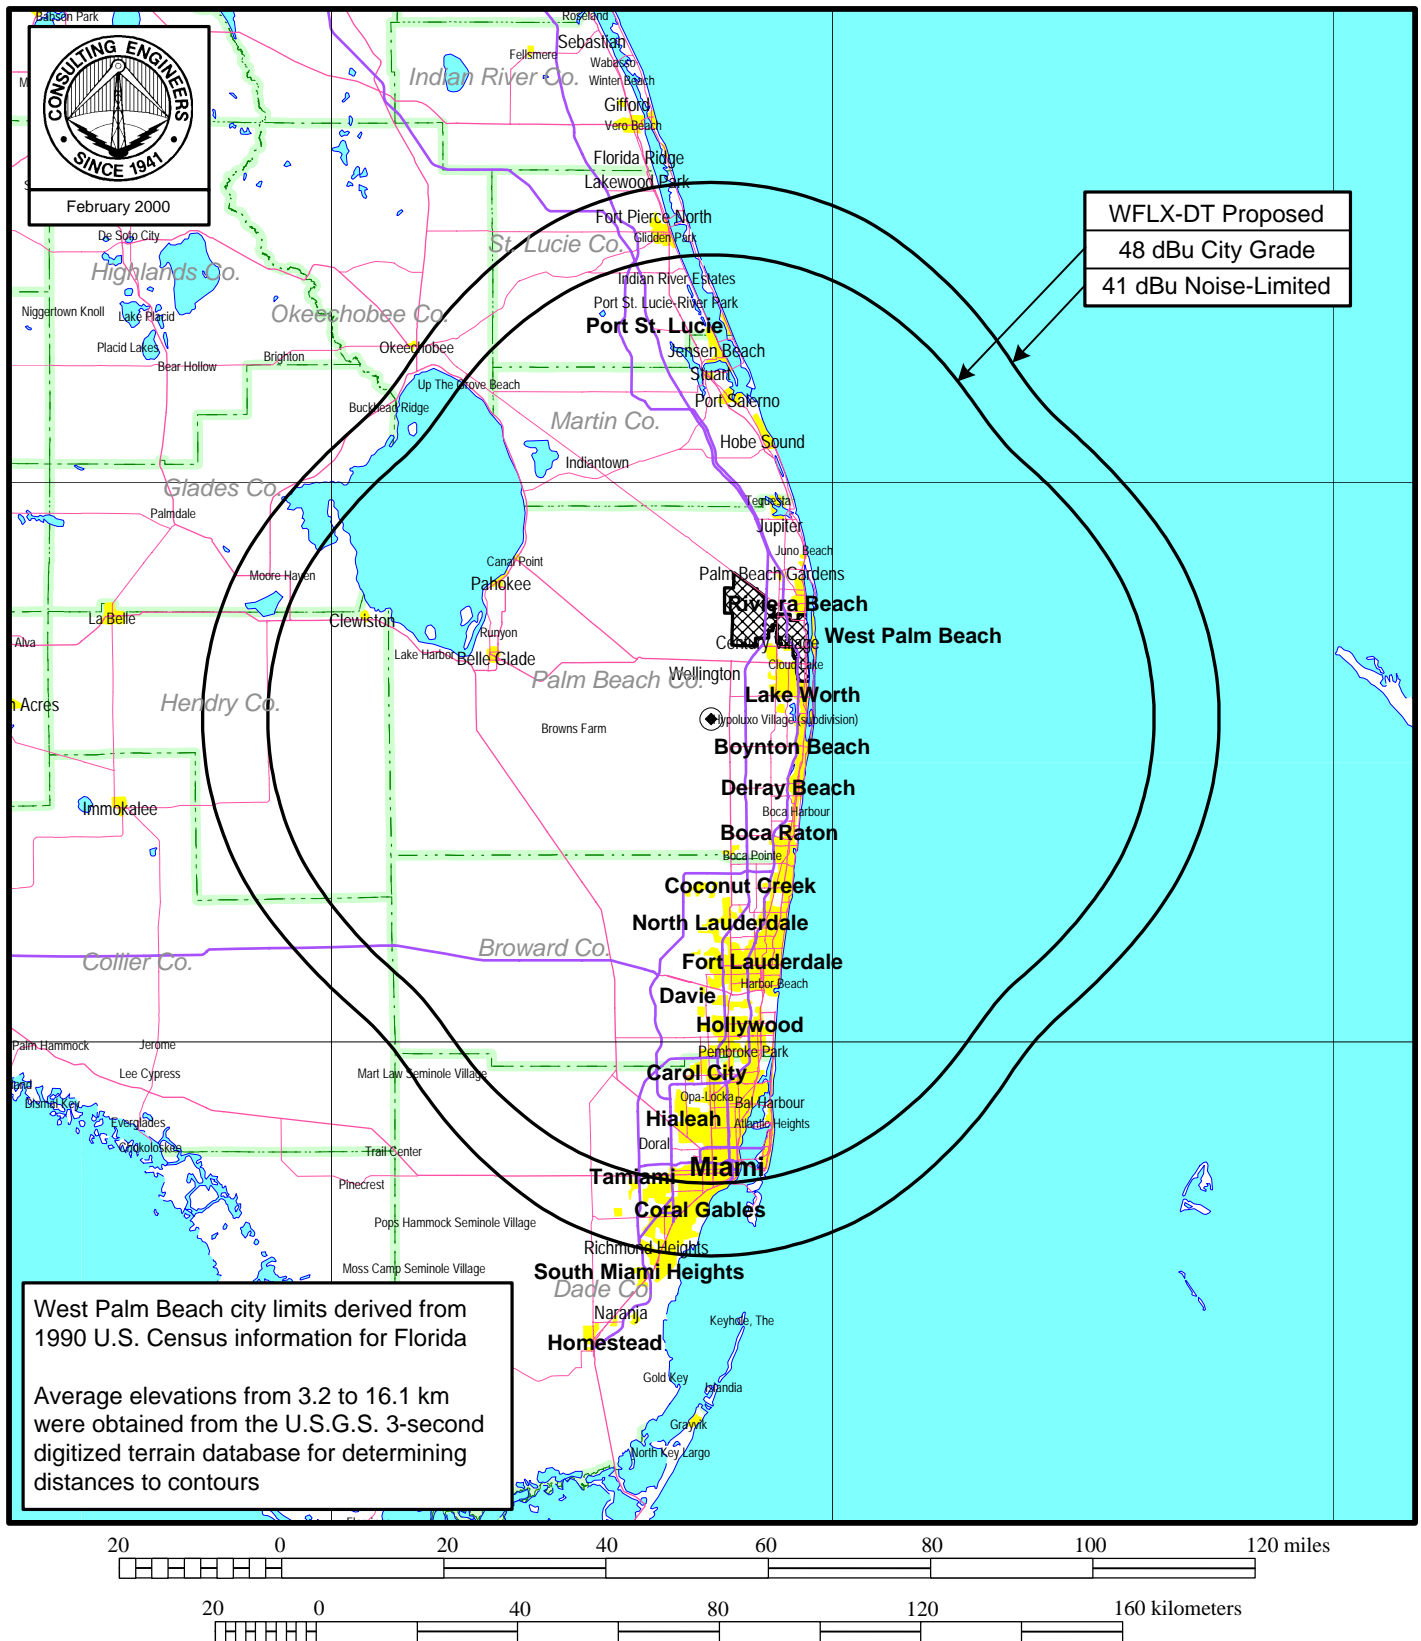 Babson Park
Roseland
Sebastian
Fellsmere
Wabasso
Indian River Co.
Winter Beach
CONSULTING ENGINEERS
SINCE 1941
February 2000
Gifford
Vero Beach
Florida Ridge
Lakewood Park
WFLX-DT Proposed
48 dBu City Grade
41 dBu Noise-Limited
Fort Pierce North
Glidden Park
De Soto City
St. Lucie Co.
Highlands Co.
Indian River Estates
Port St. Lucie-River Park
Niggertown Knoll
Lake Placid
Okeechobee Co.
Port St. Lucie
Placid Lakes
Okeechobee
Jensen Beach
Brighton
Bear Hollow
Stuart
Up The Grove Beach
Port Salerno
Buckhead Ridge
Martin Co.
Hobe Sound
Indiantown
Glades Co.
Tequesta
Palmdale
Jupiter
Juno Beach
Canal Point
Palm Beach Gardens
Moore Haven
Pahokee
Riviera Beach
La Belle
Clewiston
Runyon
West Palm Beach
Alva
Century Village
Lake Harbor
Belle Glade
Cloud Lake
Wellington
Palm Beach Co.
Lake Worth
Hendry Co.
n Acres
Hypoluxo Village (subdivision)
Browns Farm
Boynton Beach
Delray Beach
Immokalee
Boca Harbour
Boca Raton
Boca Pointe
Coconut Creek
North Lauderdale
Broward Co.
Collier Co.
Fort Lauderdale
Harbor Beach
Davie
Hollywood
Palm Hammock
Jerome
Pembroke Park
Lee Cypress
Mart Law Seminole Village
Carol City
Opa-Locka
Bal Harbour
Dismal Key
Everglades
Hialeah
Atlantic Heights
Doral
Chokoloskee
Trail Center
Miami
Tamiami
Pinecrest
Coral Gables
Pops Hammock Seminole Village
Richmond Heights
Moss Camp Seminole Village
South Miami Heights
Dade Co.
Naranja
Keyhole, The
Homestead
Gold Key
Islandia
Grayvik
North Key Largo
West Palm Beach city limits derived from
1990 U.S. Census information for Florida
Average elevations from 3.2 to 16.1 km
were obtained from the U.S.G.S. 3-second
digitized terrain database for determining
distances to contours
20 0 20 40 60 80 100 120 miles
20 0 40 80 120 160 kilometers